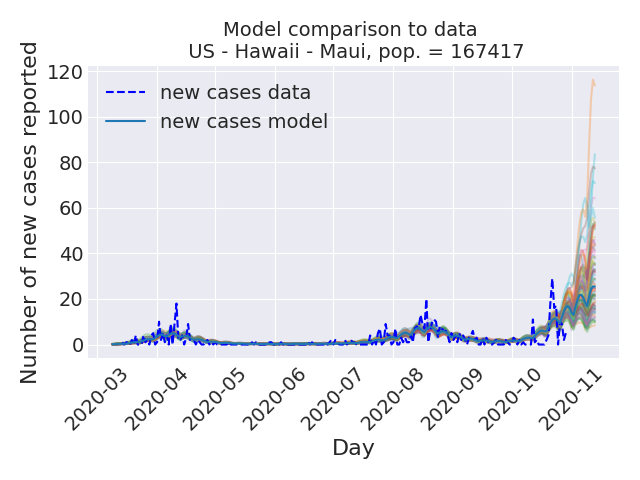 Model comparison to data
US - Hawaii - Maui, pop. = 167417
Number of new cases reported
120
100
80
60
40
20
0
new cases data
new cases model
2020-03
2020-04
2020-05
2020-06
2020-07
2020-08
2020-09
2020-10
2020-11
Day